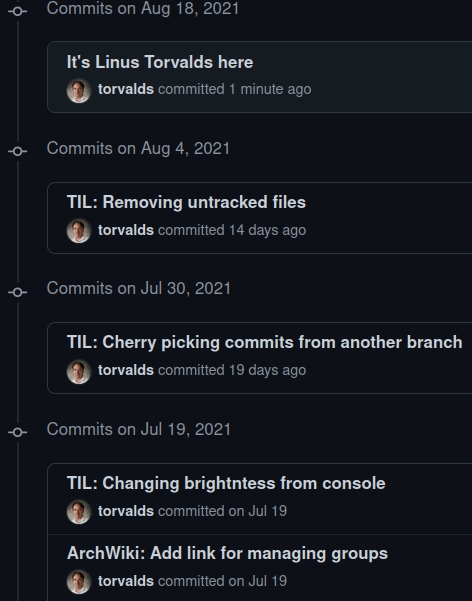 Commits on Aug 18, 2021
It's Linus Torvalds here
torvalds committed 1 minute ago
Commits on Aug 4, 2021
TIL: Removing untracked files
torvalds committed 14 days ago
Commits on Jul 30, 2021
TIL: Cherry picking commits from another branch
torvalds committed 19 days ago
Commits on Jul 19, 2021
TIL: Changing brightntess from console
torvalds committed on Jul 19
ArchWiki: Add link for managing groups
torvalds committed on Jul 19